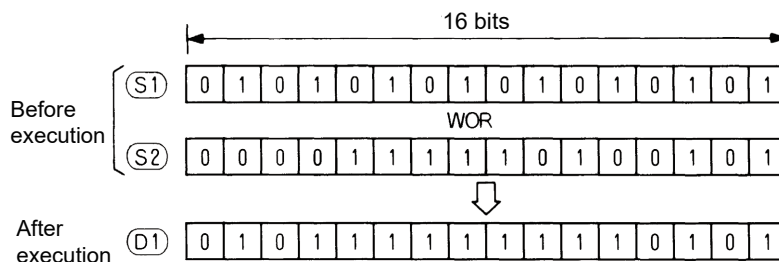 16 bits
S1 0 1 0 1 0 1 0 1 0 1 0 1 0 1 0 1
Before
execution
WOR
S2 0 0 0 0 1 1 1 1 1 0 1 0 0 1 0 1
After
execution
D1 0 1 0 1 1 1 1 1 1 1 1 1 0 1 0 1